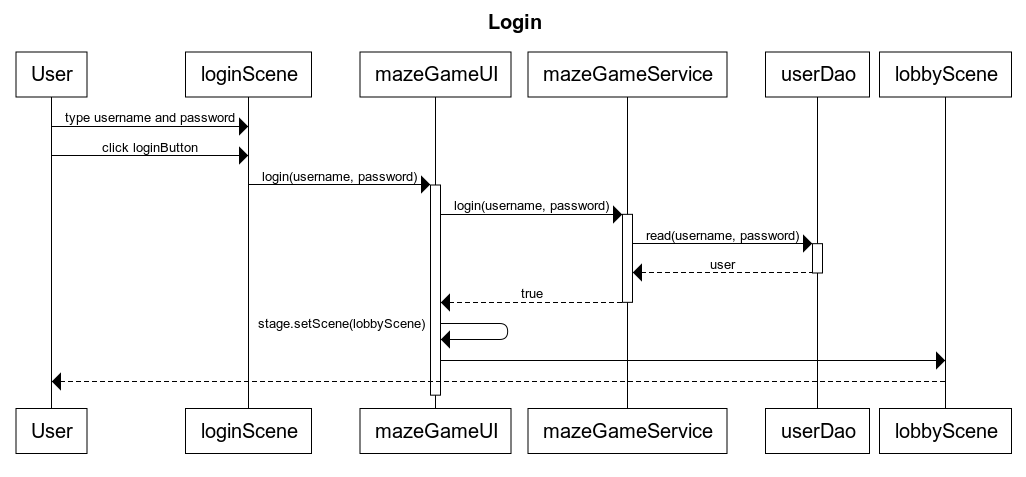 Login
User
loginScene
mazeGameUI
mazeGameService
userDao
lobbyScene
type username and password
click loginButton
login(username, password)
login(username, password)
read(username, password)
user
true
stage.setScene(lobbyScene)
User
loginScene
mazeGameUI
mazeGameService
userDao
lobbyScene